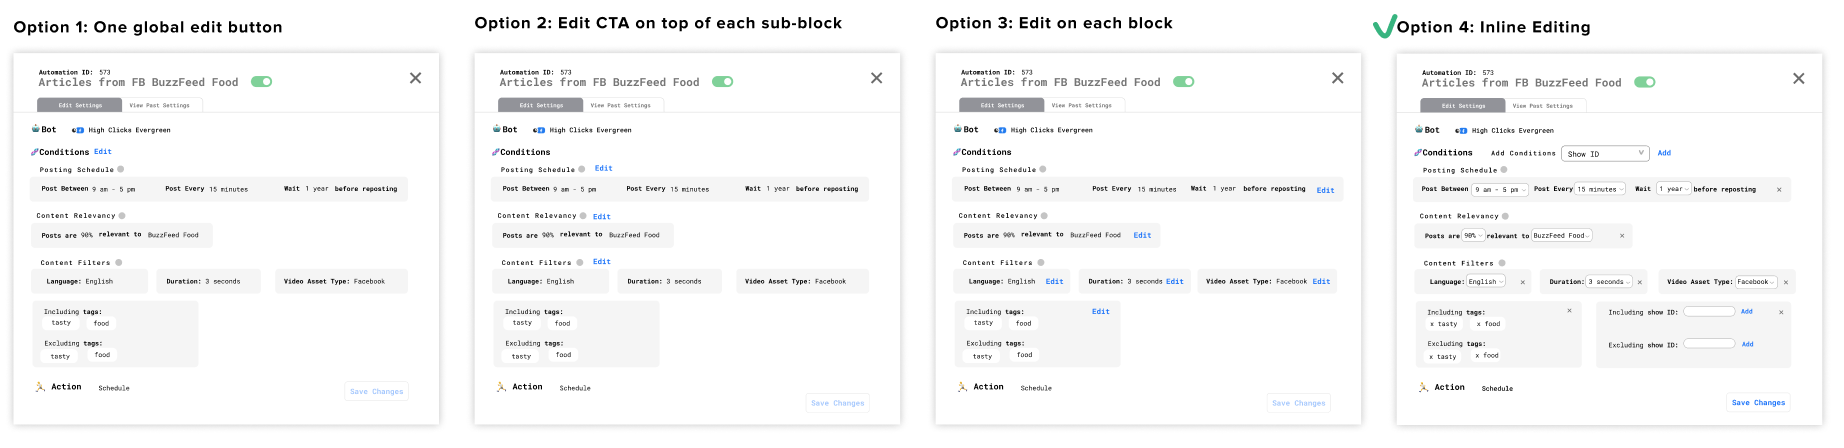 Option 1: One global edit button
Automation ID: 573
Articles from FB BuzzFeed Food
Edit Settings View Past Settings
Bot High Clicks Evergreen
Conditions Edit
Posting Schedule
Post Between 9 am - 5 pm Post Every 15 minutes Wait 1 year before reposting
Content Relevancy
Posts are 90% relevant to BuzzFeed Food
Content Filters
Language: English Duration: 3 seconds Video Asset Type: Facebook
Including tags:
tasty food
Excluding tags:
tasty food
Action Schedule
Save Changes
Option 2: Edit CTA on top of each sub-block
Automation ID: 573
Articles from FB BuzzFeed Food
Edit Settings View Past Settings
Bot High Clicks Evergreen
Conditions
Posting Schedule Edit
Post Between 9 am - 5 pm Post Every 15 minutes Wait 1 year before reposting
Content Relevancy Edit
Posts are 90% relevant to BuzzFeed Food
Content Filters Edit
Language: English Duration: 3 seconds Video Asset Type: Facebook
Including tags:
tasty food
Excluding tags:
tasty food
Action Schedule
Save Changes
Option 3: Edit on each block
Automation ID: 573
Articles from FB BuzzFeed Food
Edit Settings View Past Settings
Bot High Clicks Evergreen
Conditions
Posting Schedule
Post Between 9 am - 5 pm Post Every 15 minutes Wait 1 year before reposting Edit
Content Relevancy
Posts are 90% relevant to BuzzFeed Food Edit
Content Filters
Language: English Edit Duration: 3 seconds Edit Video Asset Type: Facebook Edit
Including tags: Edit
tasty food
Excluding tags:
tasty food
Action Schedule
Save Changes
Option 4: Inline Editing
Automation ID: 573
Articles from FB BuzzFeed Food
Edit Settings View Past Settings
Bot High Clicks Evergreen
Conditions Add Conditions Show ID Add
Posting Schedule
Post Between 9 am - 5 pm Post Every 15 minutes Wait 1 year before reposting x
Content Relevancy
Posts are 90% relevant to BuzzFeed Food x
Content Filters
Language: English x Duration: 3 seconds x Video Asset Type: Facebook x
Including tags: x
x tasty x food
Excluding tags:
x tasty x food
Including show ID: Add x
Excluding show ID: Add
Action Schedule
Save Changes